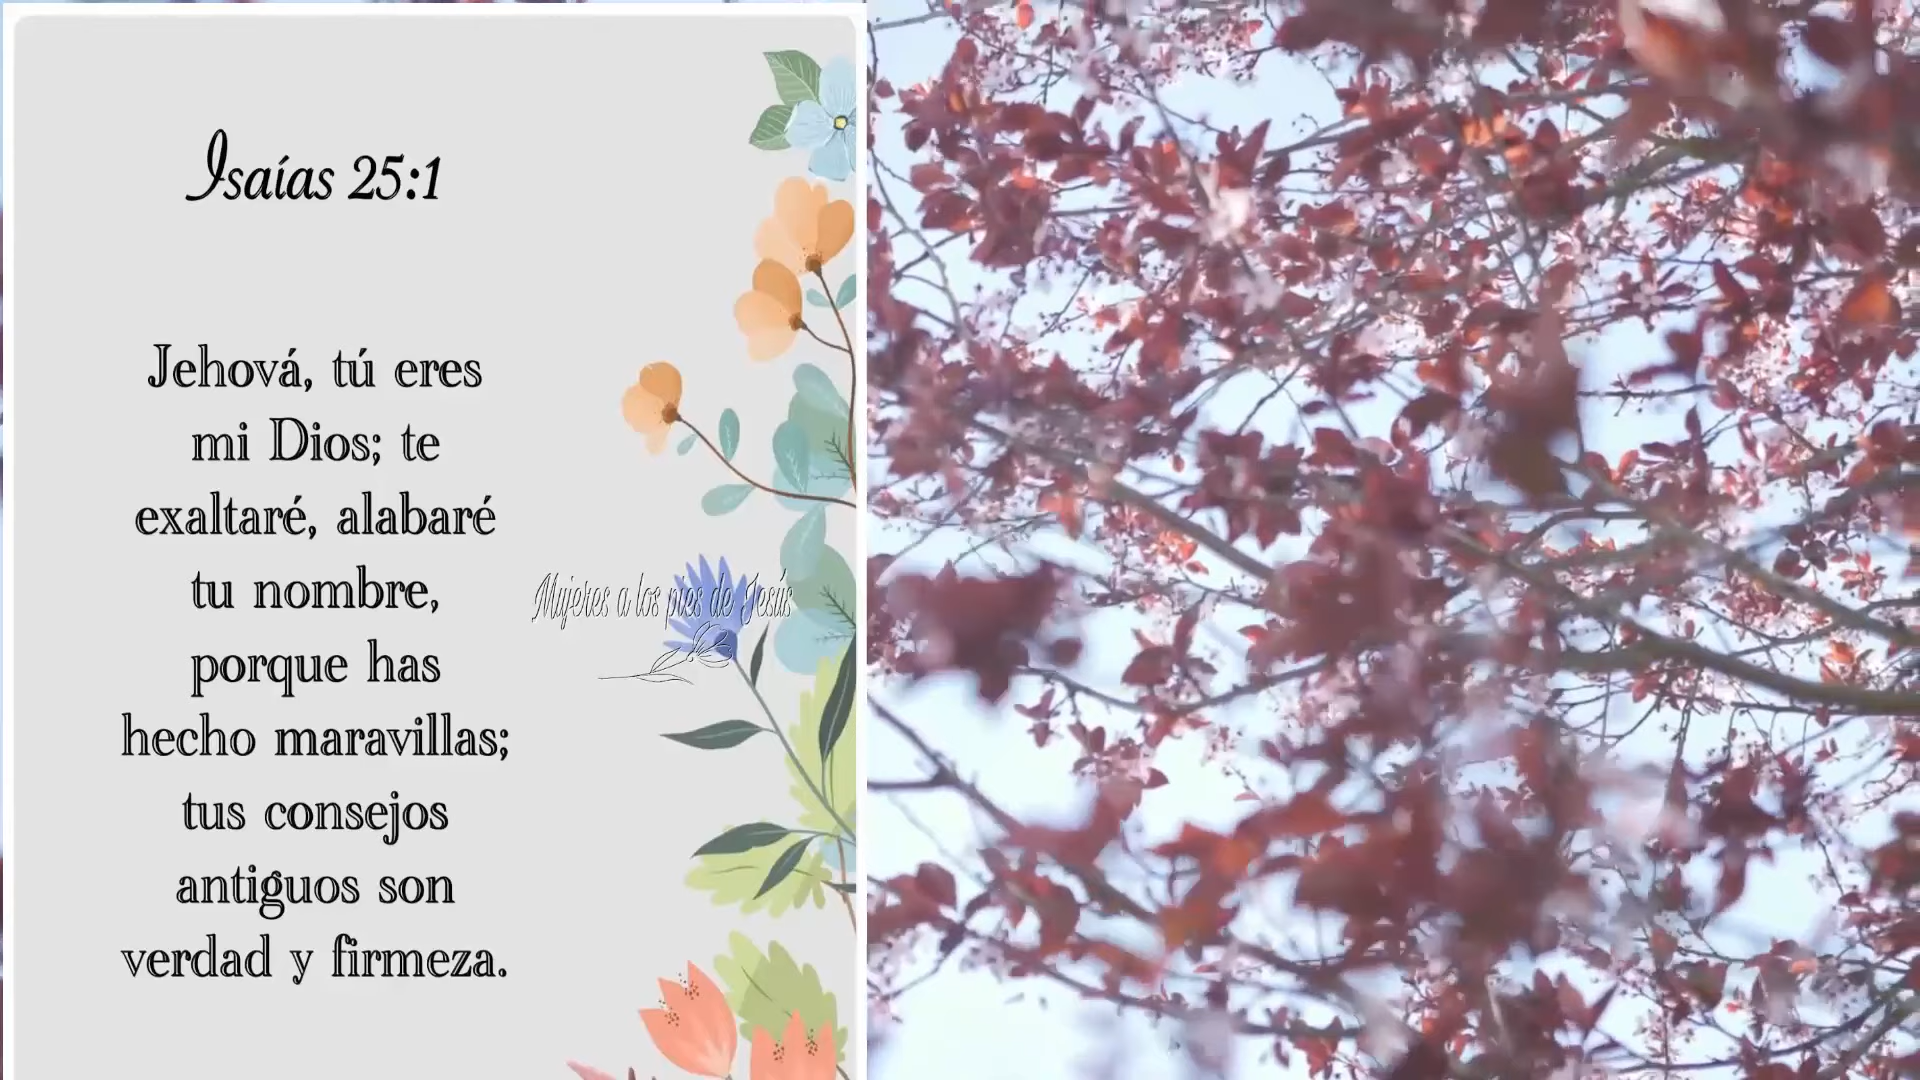 Isaías 25:1
Jehová, tú eres
mi Dios; te
exaltaré, alabaré
tu nombre,
porque has
hecho maravillas;
tus consejos
antiguos son
verdad y firmeza.
Mujeres a los pies de Jesús